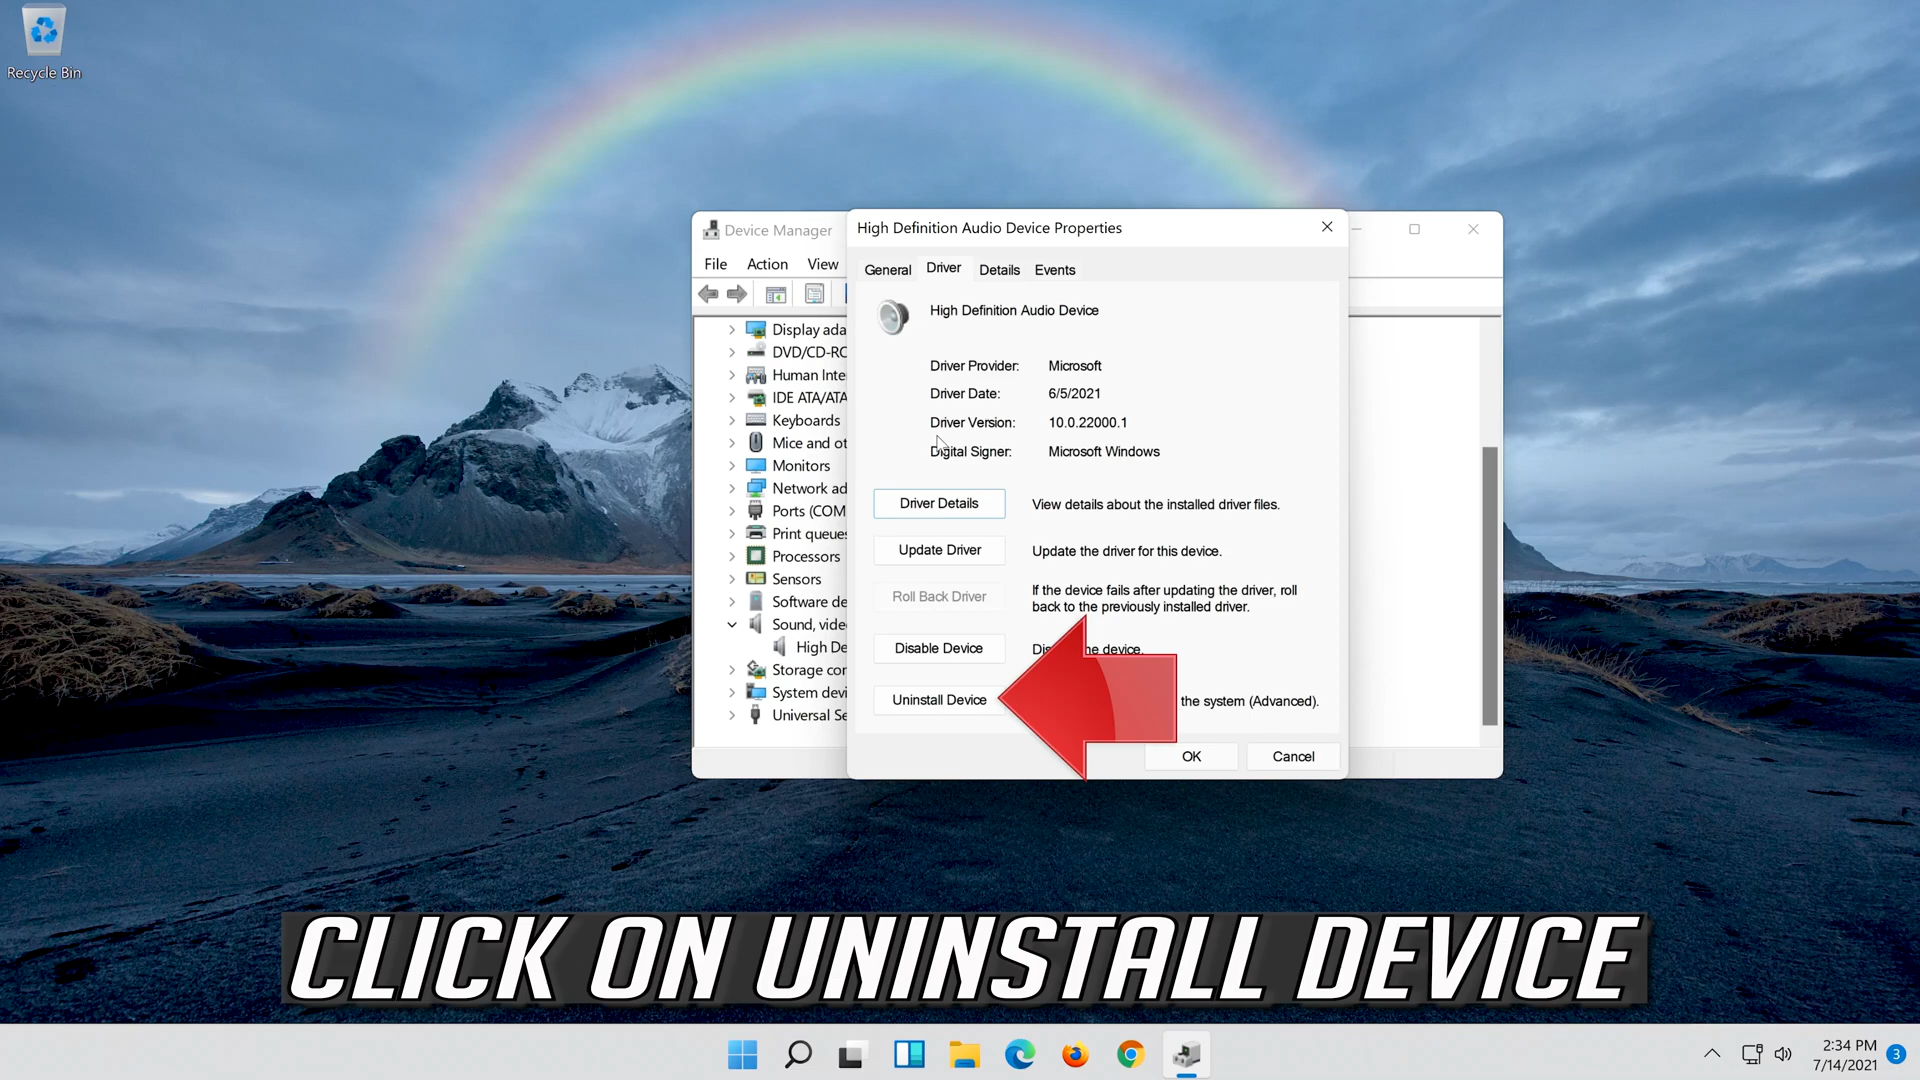 Recycle Bin
Device Manager
File Action View
Display ada
DVD/CD-RO
Human Inte
IDE ATA/ATA
Keyboards
Mice and ot
Monitors
Network ad
Ports (COM
Print queues
Processors
Sensors
Software de
Sound, vide
High De
Storage con
System devi
Universal Se
High Definition Audio Device Properties
General Driver Details Events
High Definition Audio Device
Driver Provider: Microsoft
Driver Date: 6/5/2021
Driver Version: 10.0.22000.1
Digital Signer: Microsoft Windows
Driver Details View details about the installed driver files.
Update Driver Update the driver for this device.
Roll Back Driver If the device fails after updating the driver, roll
back to the previously installed driver.
Disable Device device.
Uninstall Device the system (Advanced).
OK Cancel
CLICK ON UNINSTALL DEVICE
2:34 PM
7/14/2021
3